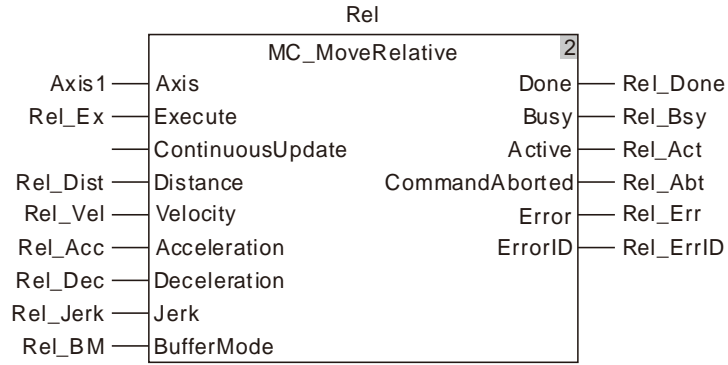 Rel
MC_MoveRelative 2
Axis1 Axis Done Rel_Done
Rel_Ex Execute Busy Rel_Bsy
ContinuousUpdate Active Rel_Act
Rel_Dist Distance CommandAborted Rel_Abt
Rel_Vel Velocity Error Rel_Err
Rel_Acc Acceleration ErrorID Rel_ErrID
Rel_Dec Deceleration
Rel_Jerk Jerk
Rel_BM BufferMode